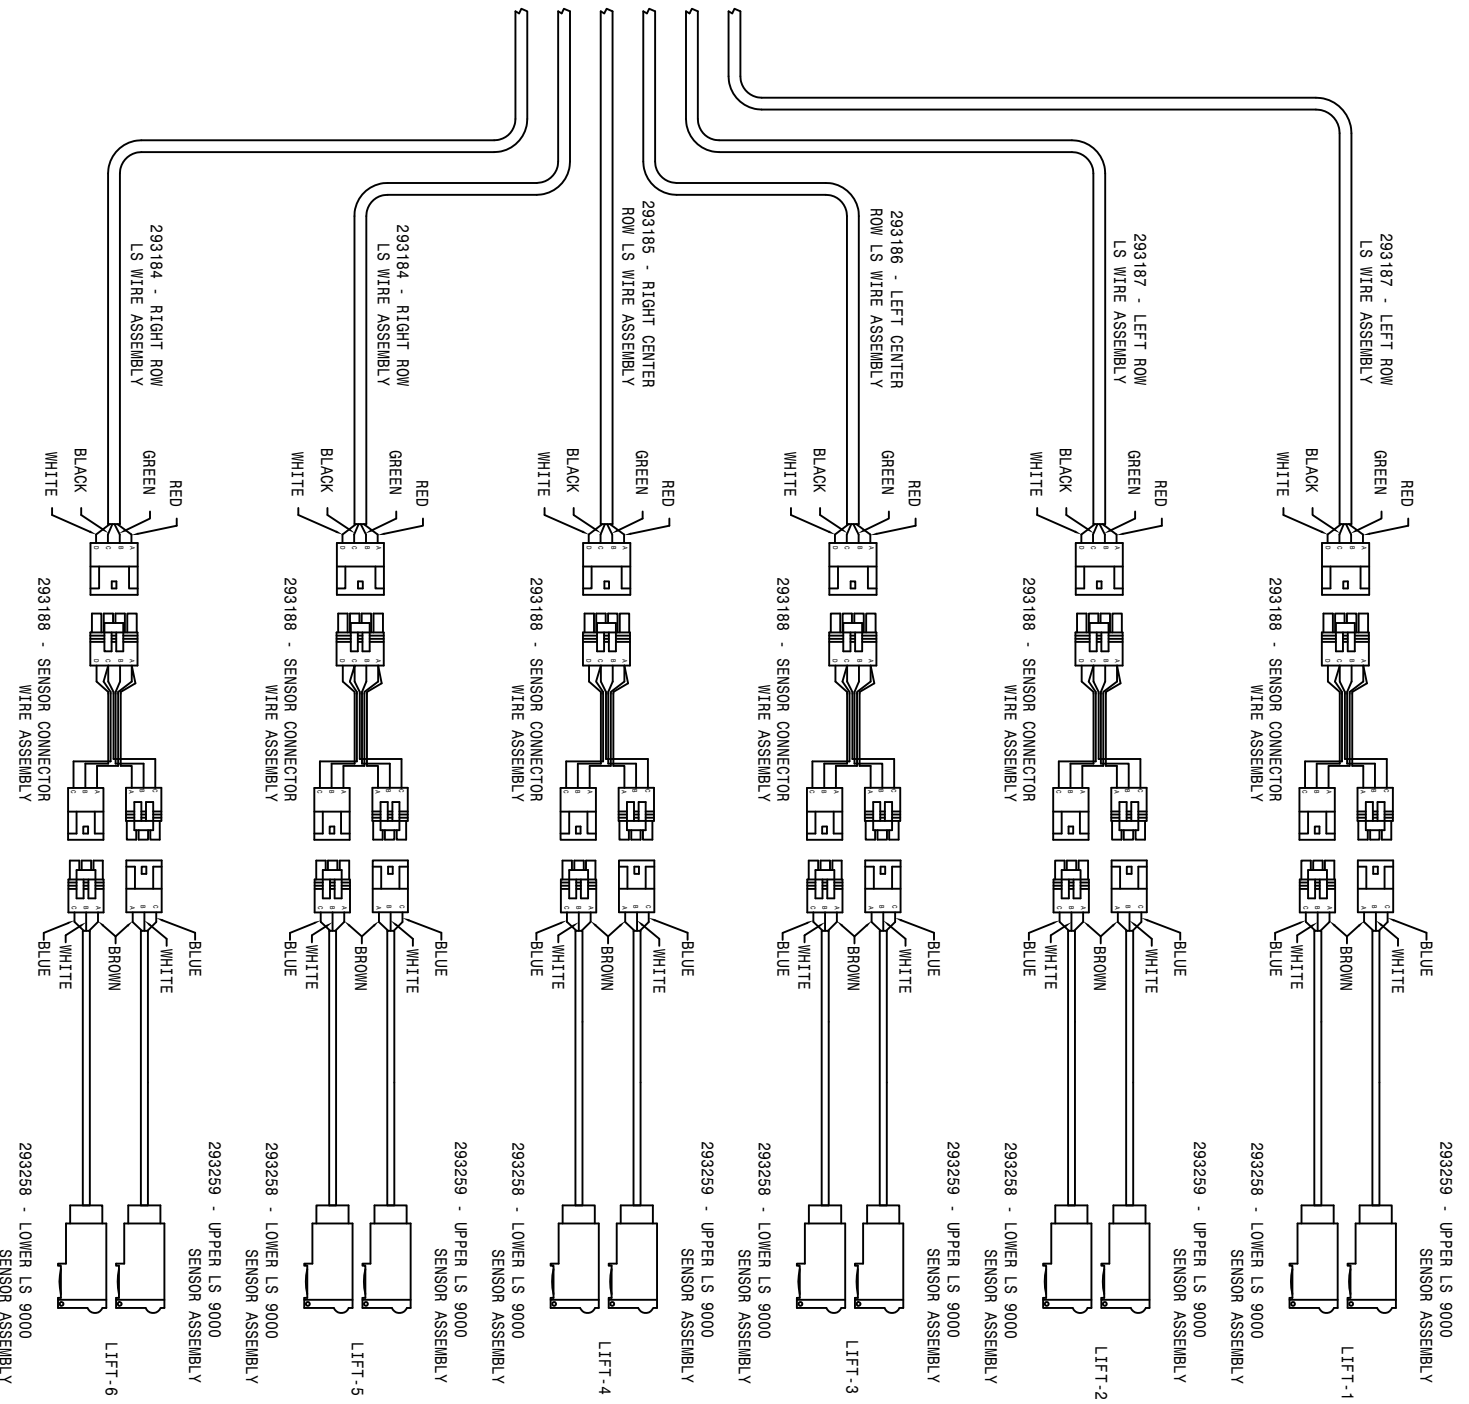 293187 - LEFT ROW
LS WIRE ASSEMBLY
RED
GREEN
BLACK
WHITE
A
B
C
D
293188 - SENSOR CONNECTOR
WIRE ASSEMBLY
D
C
B
A
C
B
A
A
B
C
C
B
A
A
B
C
BLUE
WHITE
BROWN
WHITE
BLUE
293259 - UPPER LS 9000
SENSOR ASSEMBLY
293258 - LOWER LS 9000
SENSOR ASSEMBLY
LIFT-1
293187 - LEFT ROW
LS WIRE ASSEMBLY
RED
GREEN
BLACK
WHITE
A
B
C
D
293188 - SENSOR CONNECTOR
WIRE ASSEMBLY
D
C
B
A
C
B
A
A
B
C
C
B
A
A
B
C
BLUE
WHITE
BROWN
WHITE
BLUE
293259 - UPPER LS 9000
SENSOR ASSEMBLY
293258 - LOWER LS 9000
SENSOR ASSEMBLY
LIFT-2
293186 - LEFT CENTER
ROW LS WIRE ASSEMBLY
RED
GREEN
BLACK
WHITE
A
B
C
D
293188 - SENSOR CONNECTOR
WIRE ASSEMBLY
D
C
B
A
C
B
A
A
B
C
C
B
A
A
B
C
BLUE
WHITE
BROWN
WHITE
BLUE
293259 - UPPER LS 9000
SENSOR ASSEMBLY
293258 - LOWER LS 9000
SENSOR ASSEMBLY
LIFT-3
293185 - RIGHT CENTER
ROW LS WIRE ASSEMBLY
RED
GREEN
BLACK
WHITE
A
B
C
D
293188 - SENSOR CONNECTOR
WIRE ASSEMBLY
D
C
B
A
C
B
A
A
B
C
C
B
A
A
B
C
BLUE
WHITE
BROWN
WHITE
BLUE
293259 - UPPER LS 9000
SENSOR ASSEMBLY
293258 - LOWER LS 9000
SENSOR ASSEMBLY
LIFT-4
293184 - RIGHT ROW
LS WIRE ASSEMBLY
RED
GREEN
BLACK
WHITE
A
B
C
D
293188 - SENSOR CONNECTOR
WIRE ASSEMBLY
D
C
B
A
C
B
A
A
B
C
C
B
A
A
B
C
BLUE
WHITE
BROWN
WHITE
BLUE
293259 - UPPER LS 9000
SENSOR ASSEMBLY
293258 - LOWER LS 9000
SENSOR ASSEMBLY
LIFT-5
293184 - RIGHT ROW
LS WIRE ASSEMBLY
RED
GREEN
BLACK
WHITE
A
B
C
D
293188 - SENSOR CONNECTOR
WIRE ASSEMBLY
D
C
B
A
C
B
A
A
B
C
C
B
A
A
B
C
BLUE
WHITE
BROWN
WHITE
BLUE
293259 - UPPER LS 9000
SENSOR ASSEMBLY
293258 - LOWER LS 9000
SENSOR ASSEMBLY
LIFT-6